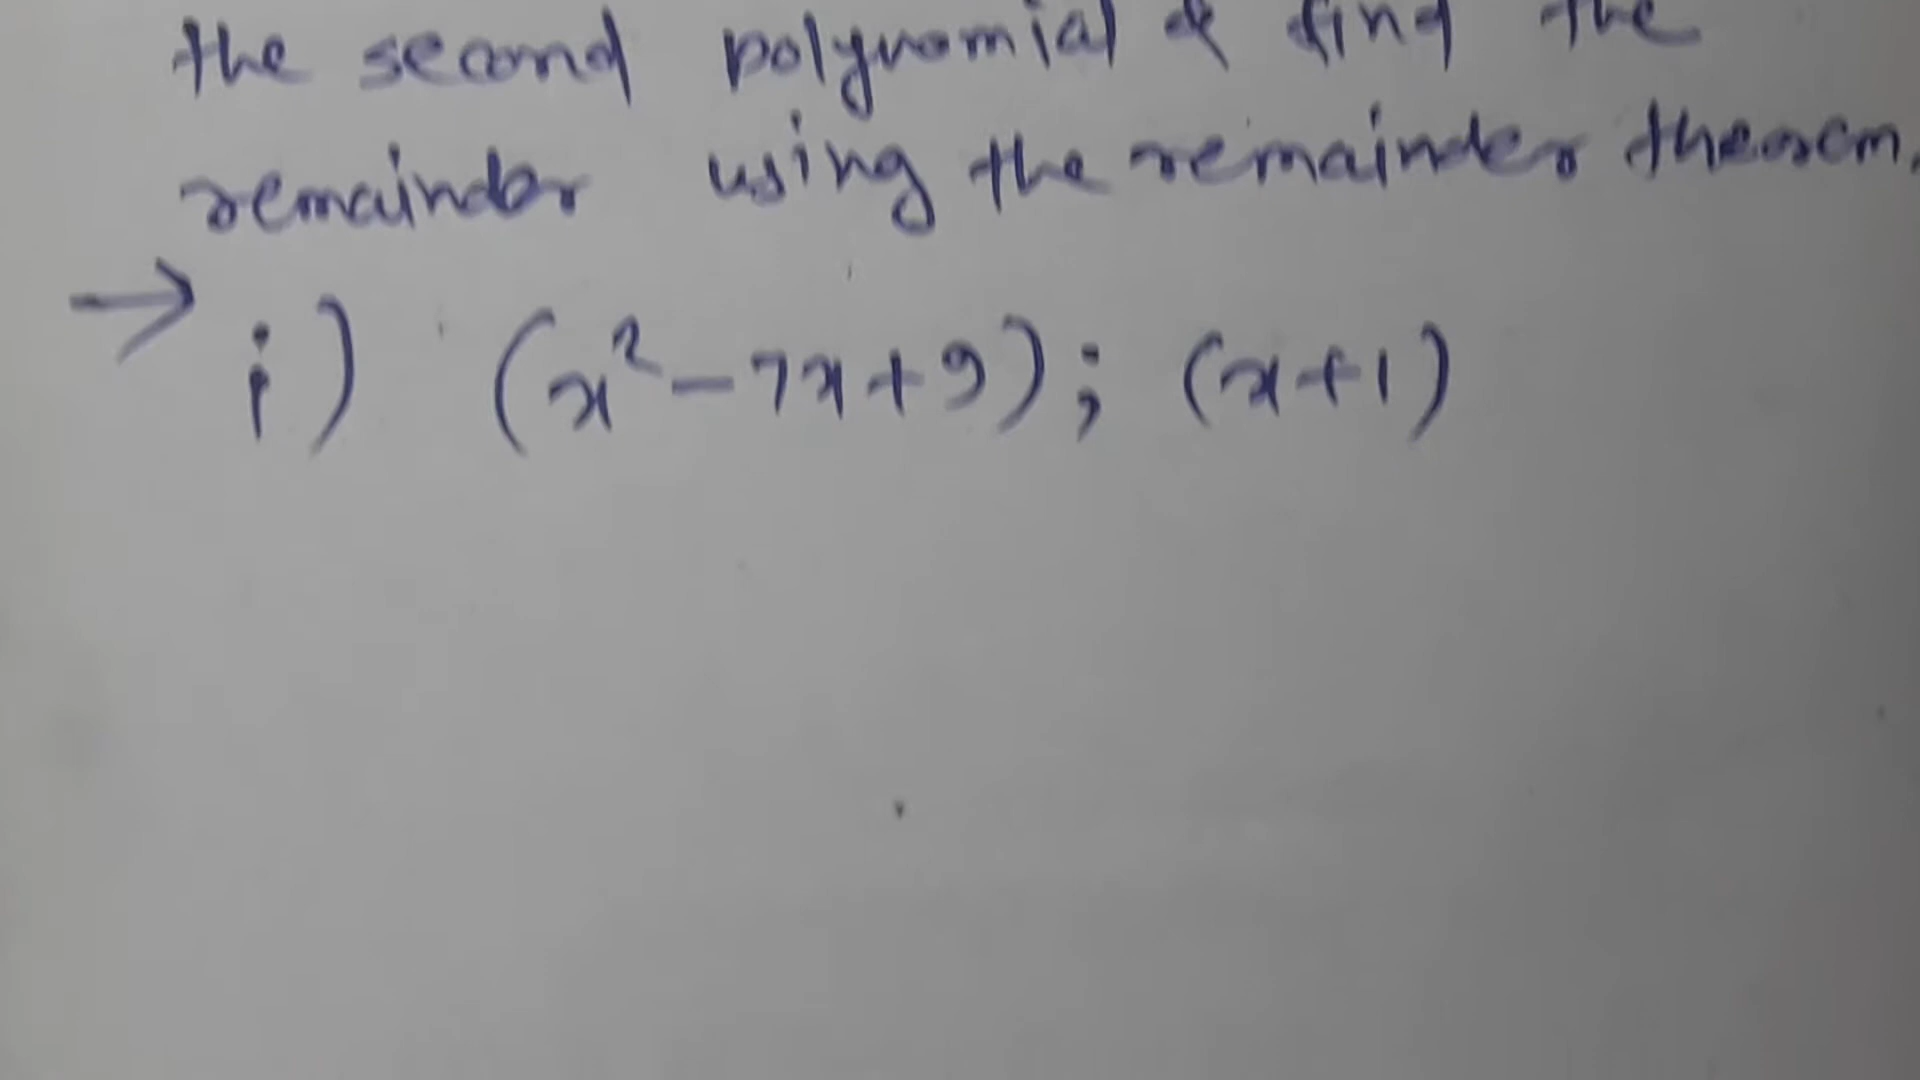 the second polynomial & find the
remainder using the remainder theorem.
→ i) (x² - 7x + 9); (x+1)